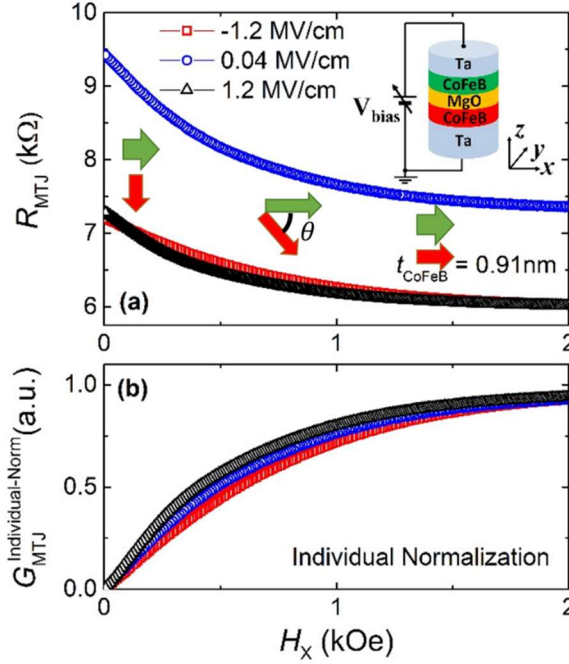 10
9
8
7
6
R_MTJ (kΩ)
-1.2 MV/cm
0.04 MV/cm
1.2 MV/cm
V_bias
Ta
CoFeB
MgO
CoFeB
Ta
z
y
x
θ
t_CoFeB = 0.91nm
(a)
0 1 2
1.0
0.5
0.0
G_MTJ^Individual-Norm (a.u.)
(b)
Individual Normalization
0 1 2
H_X (kOe)